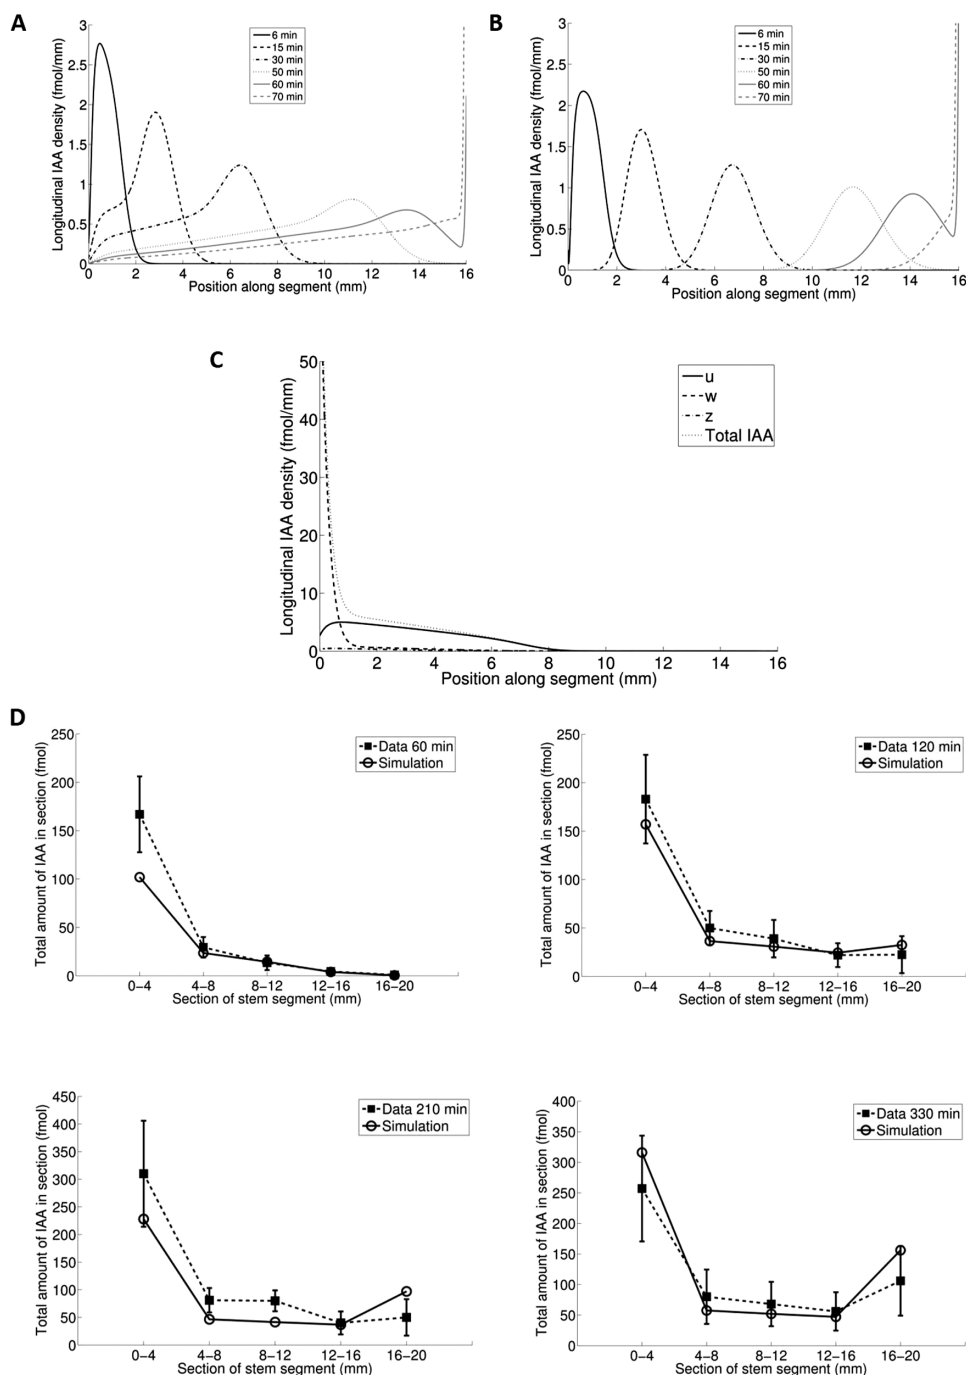 A
3
2.5
2
1.5
1
0.5
0
Longitudinal IAA density (fmol/mm)
6 min
15 min
30 min
50 min
60 min
70 min
0 2 4 6 8 10 12 14 16
Position along segment (mm)
B
3
2.5
2
1.5
1
0.5
0
Longitudinal IAA density (fmol/mm)
6 min
15 min
30 min
50 min
60 min
70 min
0 2 4 6 8 10 12 14 16
Position along segment (mm)
C
50
40
30
20
10
0
Longitudinal IAA density (fmol/mm)
u
w
z
Total IAA
0 2 4 6 8 10 12 14 16
Position along segment (mm)
D
250
200
150
100
50
0
Total amount of IAA in section (fmol)
Data 60 min
Simulation
0−4 4−8 8−12 12−16 16−20
Section of stem segment (mm)
250
200
150
100
50
0
Total amount of IAA in section (fmol)
Data 120 min
Simulation
0−4 4−8 8−12 12−16 16−20
Section of stem segment (mm)
450
400
350
300
250
200
150
100
50
0
Total amount of IAA in section (fmol)
Data 210 min
Simulation
0−4 4−8 8−12 12−16 16−20
Section of stem segment (mm)
400
350
300
250
200
150
100
50
0
Total amount of IAA in section (fmol)
Data 330 min
Simulation
0−4 4−8 8−12 12−16 16−20
Section of stem segment (mm)